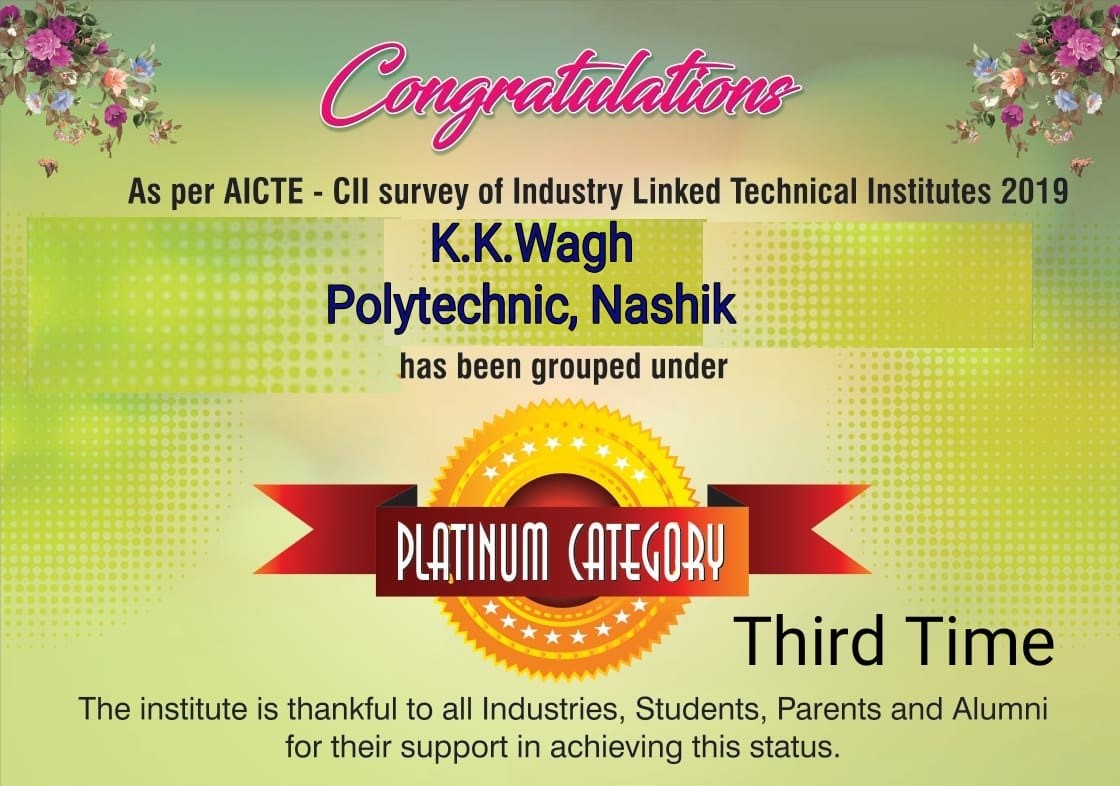 Congratulations
As per AICTE - CII survey of Industry Linked Technical Institutes 2019
K.K.Wagh
Polytechnic, Nashik
has been grouped under
PLATINUM CATEGORY
Third Time
The institute is thankful to all Industries, Students, Parents and Alumni
for their support in achieving this status.